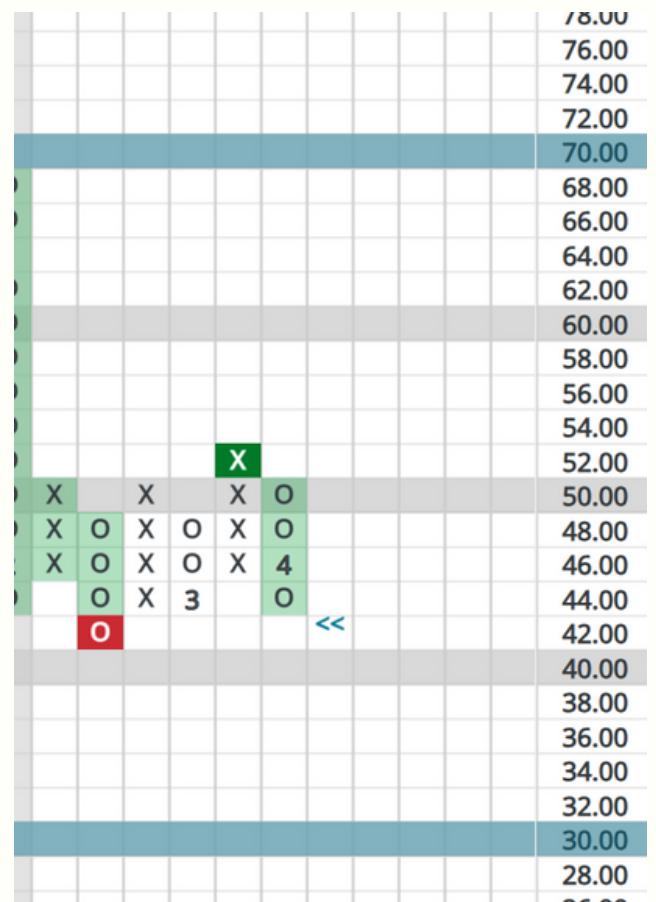 78.00
76.00
74.00
72.00
70.00
O 68.00
O 66.00
64.00
O 62.00
O 60.00
O 58.00
O 56.00
O 54.00
O X 52.00
O X X X O 50.00
O X O X O X O 48.00
X O X O X 4 46.00
O O X 3 O 44.00
O << 42.00
40.00
38.00
36.00
34.00
32.00
30.00
28.00